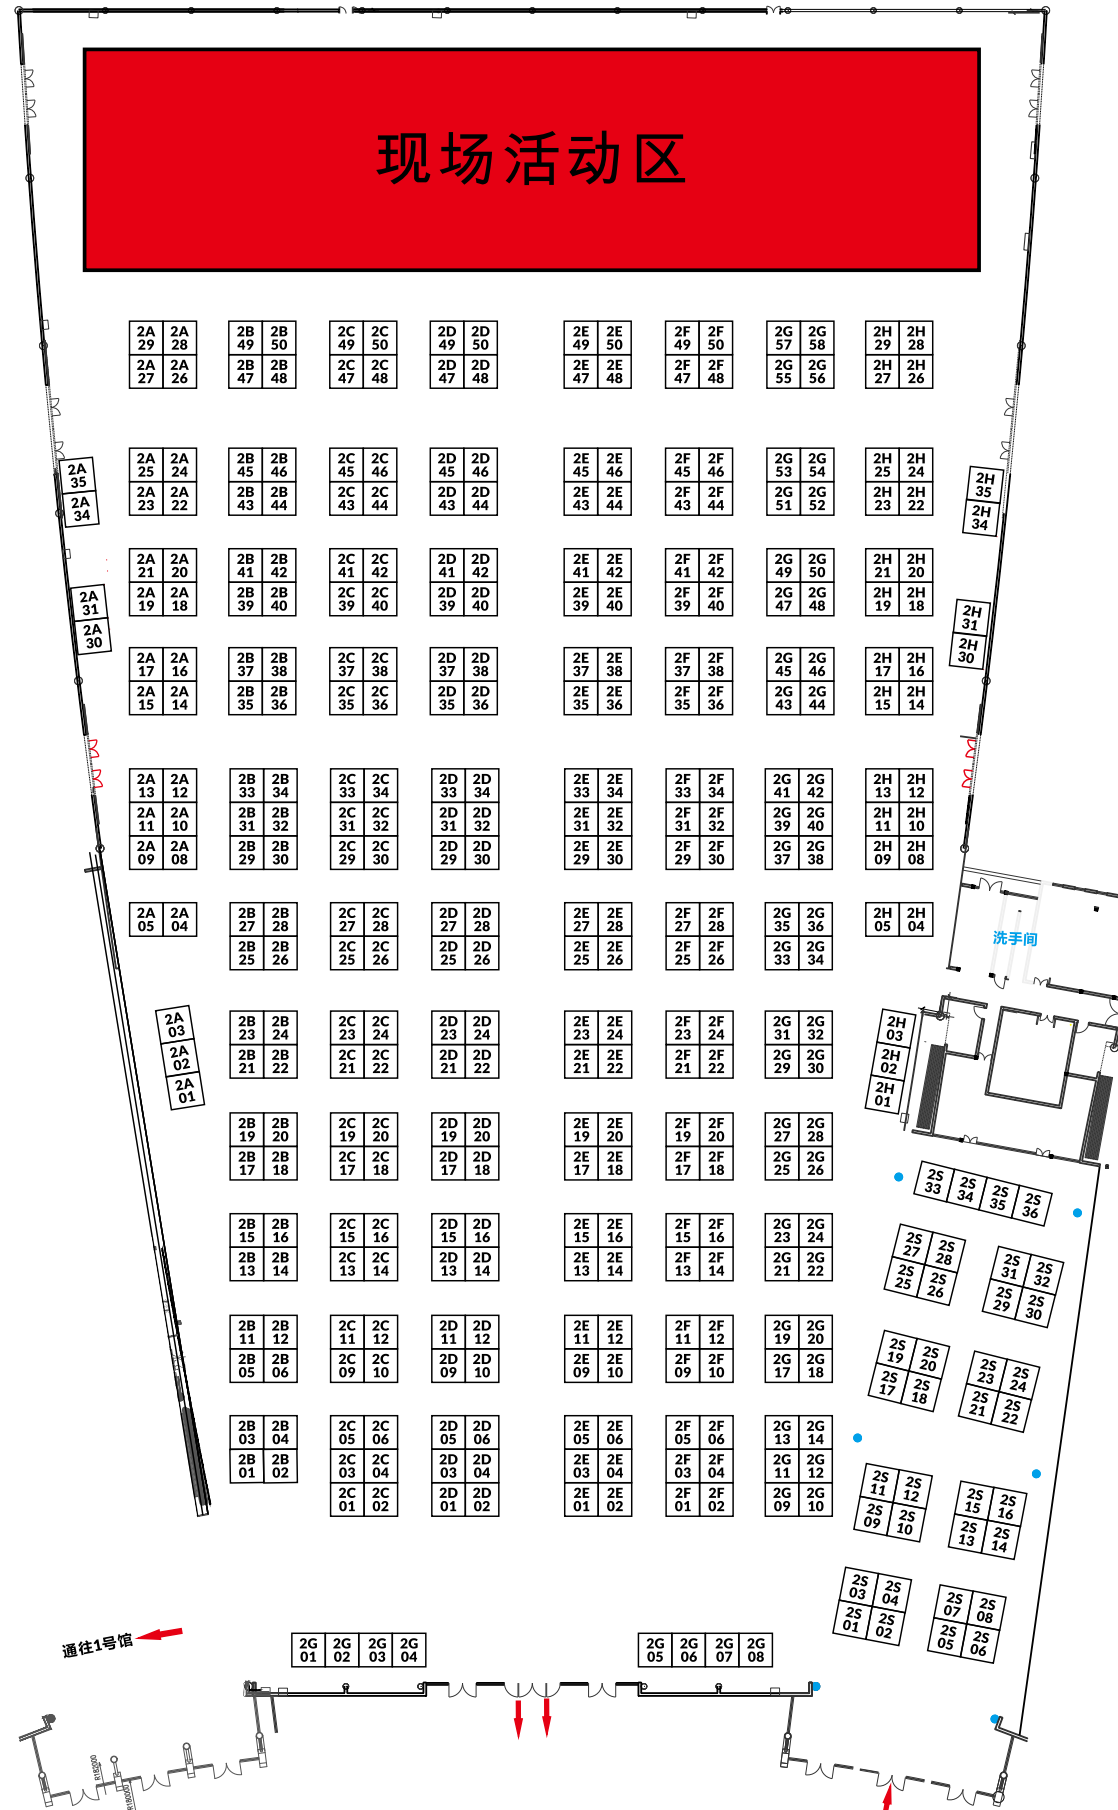 现场活动区
2A 29 2A 28 2B 49 2B 50 2C 49 2C 50 2D 49 2D 50 2E 49 2E 50 2F 49 2F 50 2G 57 2G 58 2H 29 2H 28
2A 27 2A 26 2B 47 2B 48 2C 47 2C 48 2D 47 2D 48 2E 47 2E 48 2F 47 2F 48 2G 55 2G 56 2H 27 2H 26
2A 25 2A 24 2B 45 2B 46 2C 45 2C 46 2D 45 2D 46 2E 45 2E 46 2F 45 2F 46 2G 53 2G 54 2H 25 2H 24
2A 35 2H 35
2A 23 2A 22 2B 43 2B 44 2C 43 2C 44 2D 43 2D 44 2E 43 2E 44 2F 43 2F 44 2G 51 2G 52 2H 23 2H 22
2A 34 2H 34
2A 21 2A 20 2B 41 2B 42 2C 41 2C 42 2D 41 2D 42 2E 41 2E 42 2F 41 2F 42 2G 49 2G 50 2H 21 2H 20
2A 31 2H 31
2A 19 2A 18 2B 39 2B 40 2C 39 2C 40 2D 39 2D 40 2E 39 2E 40 2F 39 2F 40 2G 47 2G 48 2H 19 2H 18
2A 30 2H 30
2A 17 2A 16 2B 37 2B 38 2C 37 2C 38 2D 37 2D 38 2E 37 2E 38 2F 37 2F 38 2G 45 2G 46 2H 17 2H 16
2A 15 2A 14 2B 35 2B 36 2C 35 2C 36 2D 35 2D 36 2E 35 2E 36 2F 35 2F 36 2G 43 2G 44 2H 15 2H 14
2A 13 2A 12 2B 33 2B 34 2C 33 2C 34 2D 33 2D 34 2E 33 2E 34 2F 33 2F 34 2G 41 2G 42 2H 13 2H 12
2A 11 2A 10 2B 31 2B 32 2C 31 2C 32 2D 31 2D 32 2E 31 2E 32 2F 31 2F 32 2G 39 2G 40 2H 11 2H 10
2A 09 2A 08 2B 29 2B 30 2C 29 2C 30 2D 29 2D 30 2E 29 2E 30 2F 29 2F 30 2G 37 2G 38 2H 09 2H 08
2A 05 2A 04 2B 27 2B 28 2C 27 2C 28 2D 27 2D 28 2E 27 2E 28 2F 27 2F 28 2G 35 2G 36 2H 05 2H 04
洗手间
2B 25 2B 26 2C 25 2C 26 2D 25 2D 26 2E 25 2E 26 2F 25 2F 26 2G 33 2G 34
2A 03 2B 23 2B 24 2C 23 2C 24 2D 23 2D 24 2E 23 2E 24 2F 23 2F 24 2G 31 2G 32 2H 03
2A 02 2B 21 2B 22 2C 21 2C 22 2D 21 2D 22 2E 21 2E 22 2F 21 2F 22 2G 29 2G 30 2H 02
2A 01 2H 01
2B 19 2B 20 2C 19 2C 20 2D 19 2D 20 2E 19 2E 20 2F 19 2F 20 2G 27 2G 28
2B 17 2B 18 2C 17 2C 18 2D 17 2D 18 2E 17 2E 18 2F 17 2F 18 2G 25 2G 26
2S 33 2S 34 2S 35 2S 36
2B 15 2B 16 2C 15 2C 16 2D 15 2D 16 2E 15 2E 16 2F 15 2F 16 2G 23 2G 24
2S 27 2S 28 2S 31 2S 32
2B 13 2B 14 2C 13 2C 14 2D 13 2D 14 2E 13 2E 14 2F 13 2F 14 2G 21 2G 22
2S 25 2S 26 2S 29 2S 30
2B 11 2B 12 2C 11 2C 12 2D 11 2D 12 2E 11 2E 12 2F 11 2F 12 2G 19 2G 20
2S 19 2S 20 2S 23 2S 24
2B 05 2B 06 2C 09 2C 10 2D 09 2D 10 2E 09 2E 10 2F 09 2F 10 2G 17 2G 18
2S 17 2S 18 2S 21 2S 22
2B 03 2B 04 2C 05 2C 06 2D 05 2D 06 2E 05 2E 06 2F 05 2F 06 2G 13 2G 14
2B 01 2B 02 2C 03 2C 04 2D 03 2D 04 2E 03 2E 04 2F 03 2F 04 2G 11 2G 12
2S 11 2S 12 2S 15 2S 16
2C 01 2C 02 2D 01 2D 02 2E 01 2E 02 2F 01 2F 02 2G 09 2G 10
2S 09 2S 10 2S 13 2S 14
2S 03 2S 04 2S 07 2S 08
2S 01 2S 02 2S 05 2S 06
通往1号馆
2G 01 2G 02 2G 03 2G 04 2G 05 2G 06 2G 07 2G 08
R182000
R180000